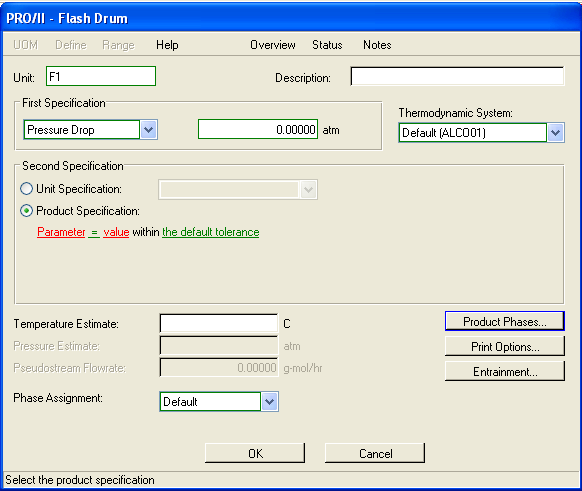 PRO/II - Flash Drum
UOM Define Range Help Overview Status Notes
Unit: F1 Description:
First Specification
Thermodynamic System:
Pressure Drop 0.00000 atm
Default (ALCO01)
Second Specification
Unit Specification:
Product Specification:
Parameter = value within the default tolerance
Temperature Estimate: C
Product Phases...
Pressure Estimate: atm
Print Options...
Pseudostream Flowrate: 0.00000 g-mol/hr
Entrainment...
Phase Assignment: Default
OK Cancel
Select the product specification